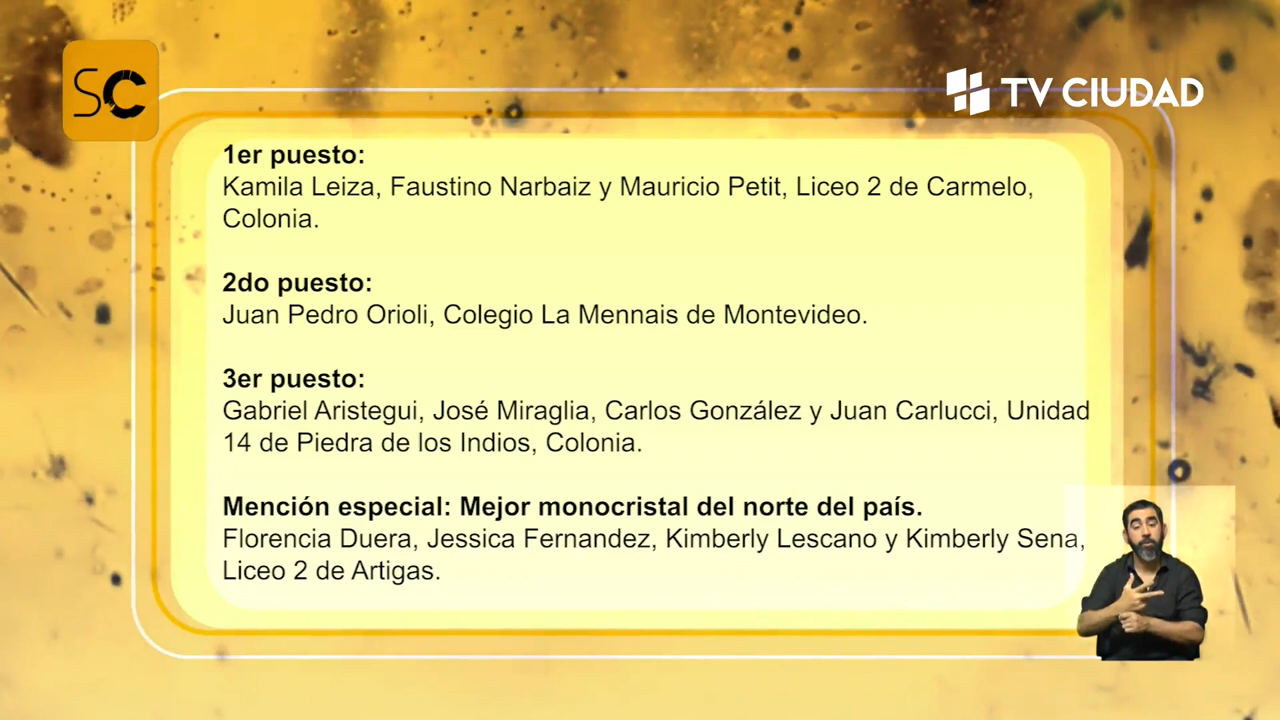 SC
TV CIUDAD
1er puesto:
Kamila Leiza, Faustino Narbaiz y Mauricio Petit, Liceo 2 de Carmelo,
Colonia.
2do puesto:
Juan Pedro Orioli, Colegio La Mennais de Montevideo.
3er puesto:
Gabriel Aristegui, José Miraglia, Carlos González y Juan Carlucci, Unidad
14 de Piedra de los Indios, Colonia.
Mención especial: Mejor monocristal del norte del país.
Florencia Duera, Jessica Fernandez, Kimberly Lescano y Kimberly Sena,
Liceo 2 de Artigas.